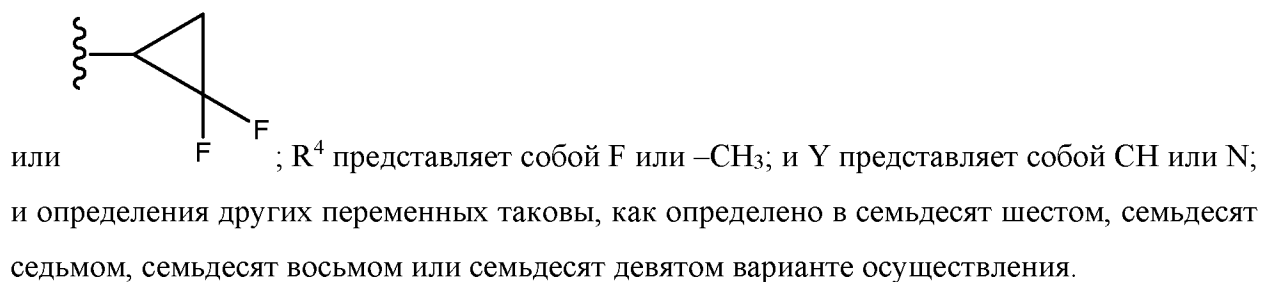 F
F
или ; R⁴ представляет собой F или –CH₃; и Y представляет собой CH или N;
и определения других переменных таковы, как определено в семьдесят шестом, семьдесят
седьмом, семьдесят восьмом или семьдесят девятом варианте осуществления.